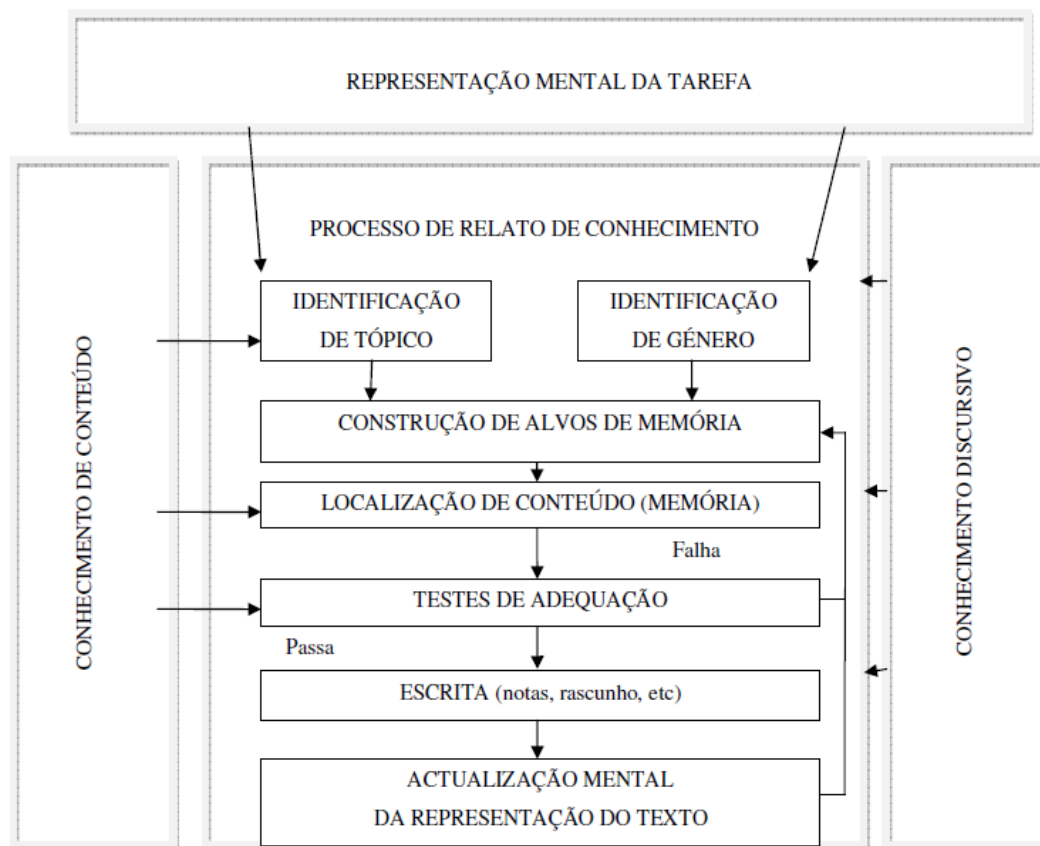 REPRESENTAÇÃO MENTAL DA TAREFA
PROCESSO DE RELATO DE CONHECIMENTO
IDENTIFICAÇÃO
DE TÓPICO
IDENTIFICAÇÃO
DE GÉNERO
CONHECIMENTO DE CONTEÚDO
CONHECIMENTO DISCURSIVO
CONSTRUÇÃO DE ALVOS DE MEMÓRIA
LOCALIZAÇÃO DE CONTEÚDO (MEMÓRIA)
Falha
TESTES DE ADEQUAÇÃO
Passa
ESCRITA (notas, rascunho, etc)
ACTUALIZAÇÃO MENTAL
DA REPRESENTAÇÃO DO TEXTO